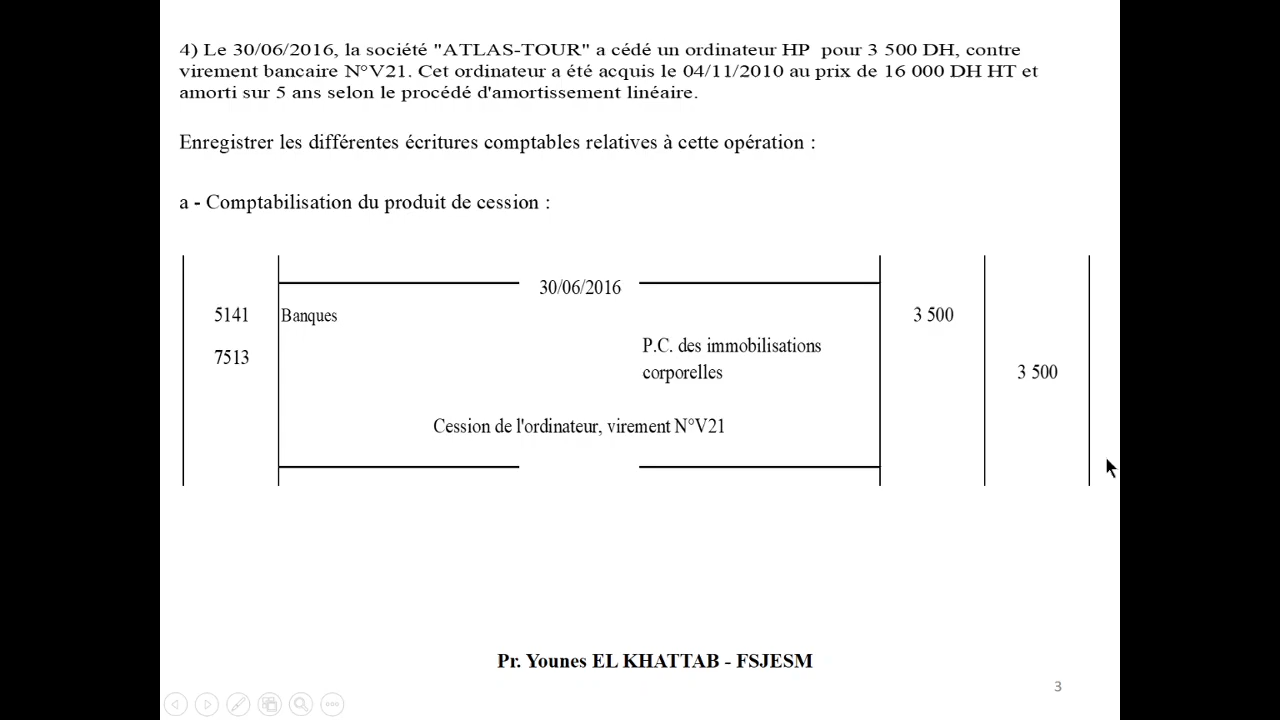 4) Le 30/06/2016, la société "ATLAS-TOUR" a cédé un ordinateur HP pour 3 500 DH, contre
virement bancaire N°V21. Cet ordinateur a été acquis le 04/11/2010 au prix de 16 000 DH HT et
amorti sur 5 ans selon le procédé d'amortissement linéaire.
Enregistrer les différentes écritures comptables relatives à cette opération :
a - Comptabilisation du produit de cession :
30/06/2016
5141 Banques 3 500
7513 P.C. des immobilisations
corporelles 3 500
Cession de l'ordinateur, virement N°V21
Pr. Younes EL KHATTAB - FSJESM
3